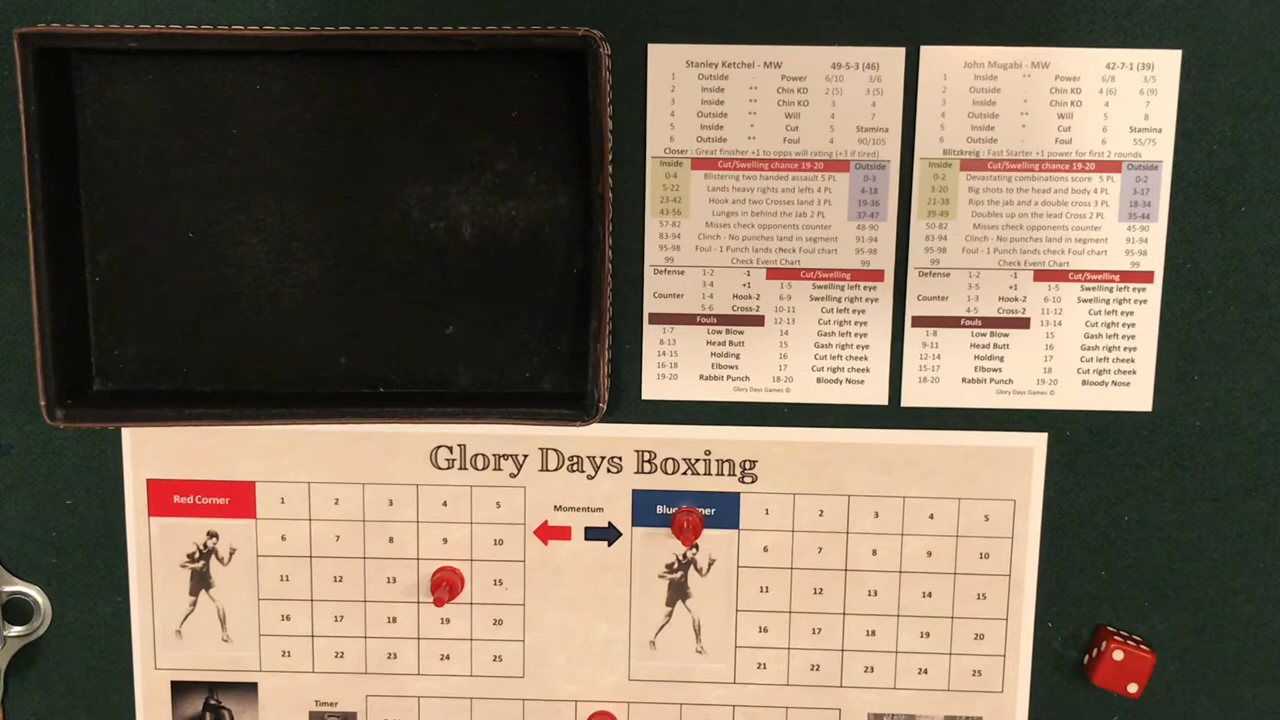 Stanley Ketchel - MW 49-5-3 (46)
1 Outside - Power 6/10 3/6
2 Inside ** Chin KD 2 (5) 3 (5)
3 Inside ** Chin KO 3 4
4 Outside ** Will 4 7
5 Inside * Cut 5 Stamina
6 Outside ** Foul 4 90/105
Closer : Great finisher +1 to opps will rating (+3 if tired)
Inside Cut/Swelling chance 19-20 Outside
0-4 Blistering two handed assault 5 PL 0-3
5-22 Lands heavy rights and lefts 4 PL 4-18
23-42 Hook and two Crosses land 3 PL 19-36
43-56 Lunges in behind the Jab 2 PL 37-47
57-82 Misses check opponents counter 48-90
83-94 Clinch - No punches land in segment 91-94
95-98 Foul - 1 Punch lands check Foul chart 95-98
99 Check Event Chart 99
Defense 1-2 -1 Cut/Swelling
3-4 +1 1-5 Swelling left eye
Counter 1-4 Hook-2 6-9 Swelling right eye
5-6 Cross-2 10-11 Cut left eye
Fouls 12-13 Cut right eye
1-7 Low Blow 14 Gash left eye
8-13 Head Butt 15 Gash right eye
14-15 Holding 16 Cut left cheek
16-18 Elbows 17 Cut right cheek
19-20 Rabbit Punch 18-20 Bloody Nose
Glory Days Games ©
John Mugabi - MW 42-7-1 (39)
1 Inside ** Power 6/8 3/5
2 Outside - Chin KD 4 (6) 6 (9)
3 Inside * Chin KO 4 7
4 Outside ** Will 5 8
5 Inside * Cut 6 Stamina
6 Outside - Foul 6 55/75
Blitzkreig : Fast Starter +1 power for first 2 rounds
Inside Cut/Swelling chance 19-20 Outside
0-2 Devastating combinations score 5 PL 0-2
3-20 Big shots to the head and body 4 PL 3-17
21-38 Rips the jab and a double cross 3 PL 18-34
39-49 Doubles up on the lead Cross 2 PL 35-44
50-82 Misses check opponents counter 45-90
83-94 Clinch - No punches land in segment 91-94
95-98 Foul - 1 Punch lands check Foul chart 95-98
99 Check Event Chart 99
Defense 1-2 -1 Cut/Swelling
3-5 +1 1-5 Swelling left eye
Counter 1-3 Hook-2 6-10 Swelling right eye
4-5 Cross-2 11-12 Cut left eye
Fouls 13-14 Cut right eye
1-8 Low Blow 15 Gash left eye
9-11 Head Butt 16 Gash right eye
12-14 Holding 17 Cut left cheek
15-17 Elbows 18 Cut right cheek
18-20 Rabbit Punch 19-20 Bloody Nose
Glory Days Games ©
Glory Days Boxing
Red Corner 1 2 3 4 5
6 7 8 9 10
11 12 13 15
16 17 18 19 20
21 22 23 24 25
Momentum
Blue 1 2 3 4 5
6 7 8 9 10
11 12 13 14 15
16 17 18 19 20
21 22 23 24 25
Timer